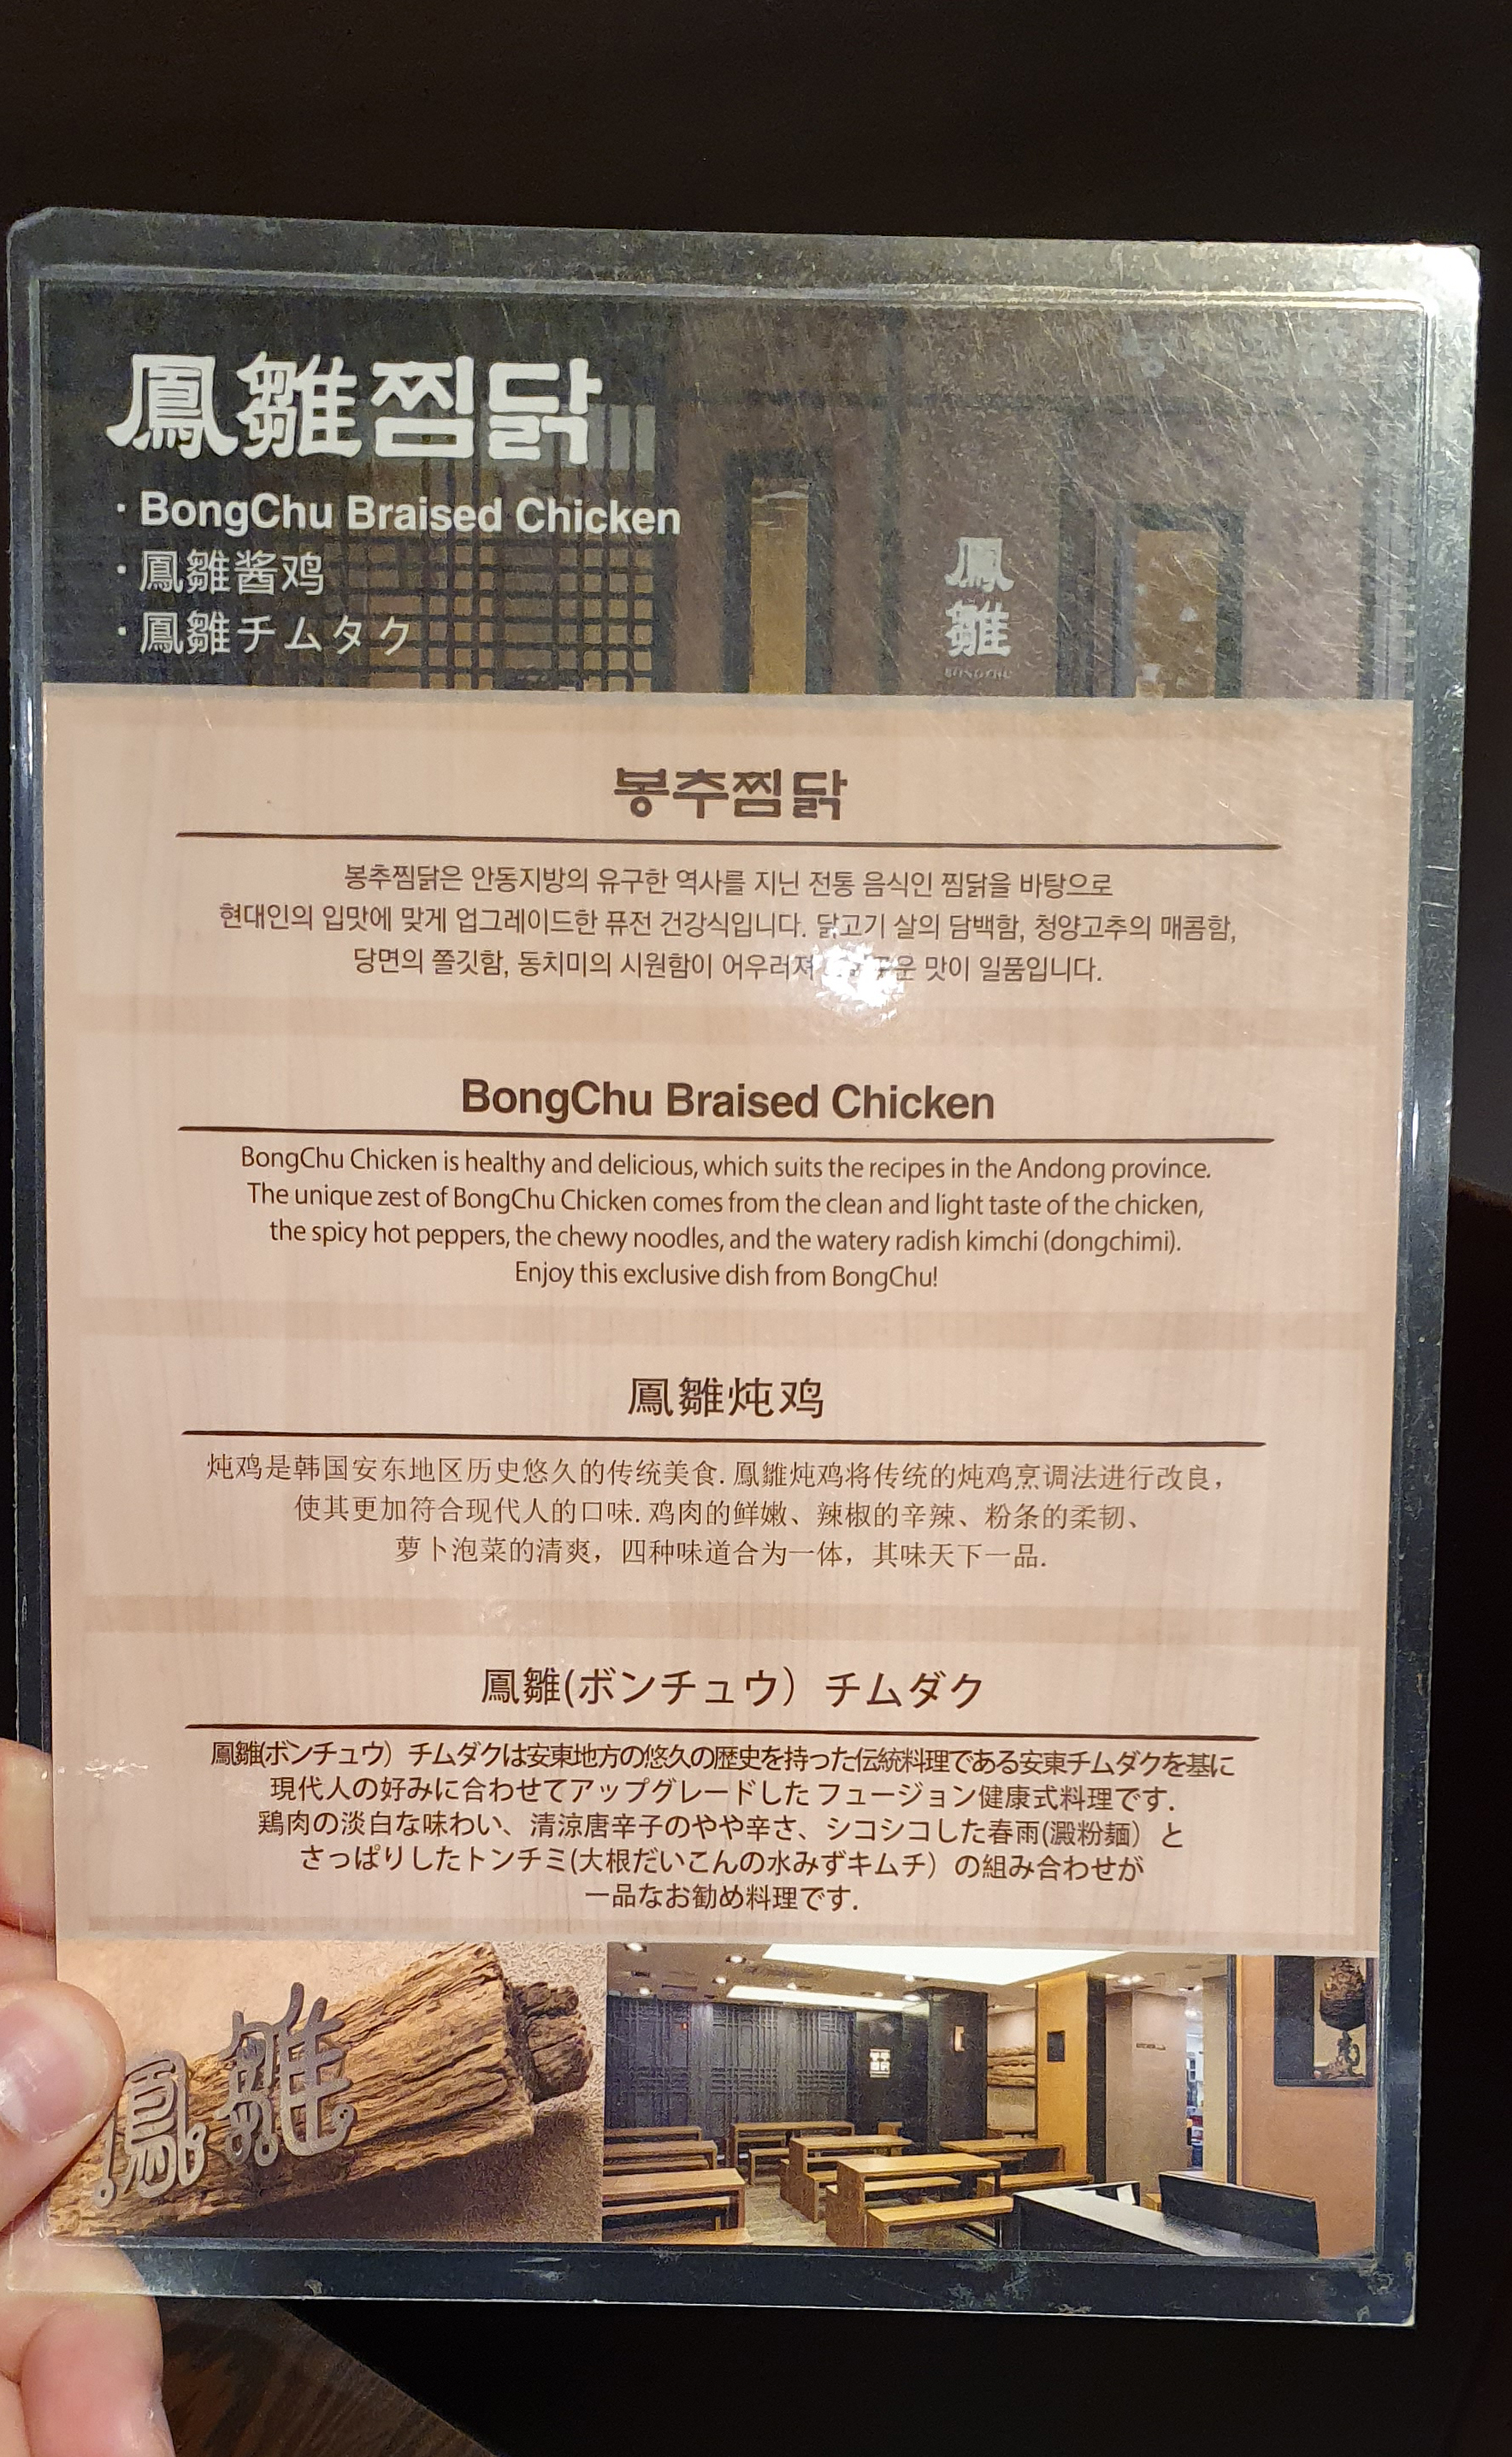 鳳雛찜닭
· BongChu Braised Chicken
· 鳳雛酱鸡
· 鳳雛チムタク
鳳
雛
BONGCHU
봉추찜닭
봉추찜닭은 안동지방의 유구한 역사를 지닌 전통 음식인 찜닭을 바탕으로
현대인의 입맛에 맞게 업그레이드한 퓨전 건강식입니다. 닭고기 살의 담백함, 청양고추의 매콤함,
당면의 쫄깃함, 동치미의 시원함이 어우러져 맛이 일품입니다.
BongChu Braised Chicken
BongChu Chicken is healthy and delicious, which suits the recipes in the Andong province.
The unique zest of BongChu Chicken comes from the clean and light taste of the chicken,
the spicy hot peppers, the chewy noodles, and the watery radish kimchi (dongchimi).
Enjoy this exclusive dish from BongChu!
鳳雛炖鸡
炖鸡是韩国安东地区历史悠久的传统美食. 鳳雛炖鸡将传统的炖鸡烹调法进行改良,
使其更加符合现代人的口味. 鸡肉的鲜嫩、辣椒的辛辣、粉条的柔韧、
萝卜泡菜的清爽，四种味道合为一体，其味天下一品.
鳳雛(ボンチュウ）チムダク
鳳雛(ボンチュウ）チムダクは安東地方の悠久の歴史を持った伝統料理である安東チムダクを基に
現代人の好みに合わせてアップグレードした フュージョン健康式料理です.
鶏肉の淡白な味わい、清涼唐辛子のやや辛さ、シコシコした春雨(澱粉麺）と
さっぱりしたトンチミ(大根だいこんの水みずキムチ）の組み合わせが
一品なお勧め料理です.
鳳雛